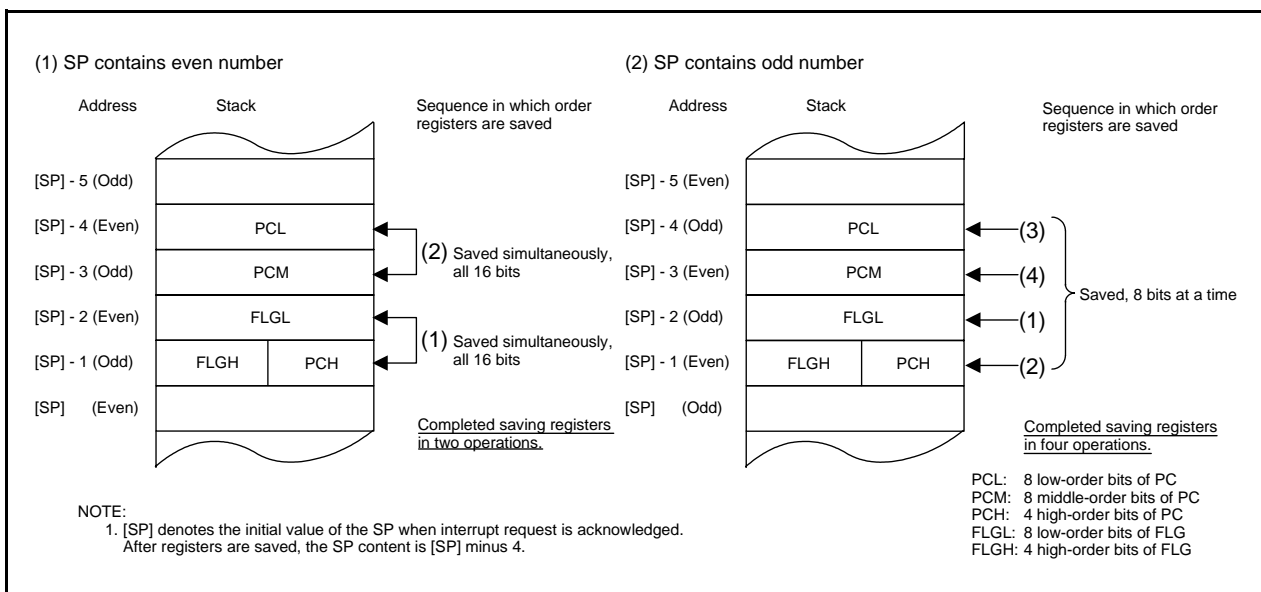 (1) SP contains even number
Address Stack Sequence in which order
registers are saved
[SP] - 5 (Odd)
[SP] - 4 (Even) PCL
[SP] - 3 (Odd) PCM
(2) Saved simultaneously,
all 16 bits
[SP] - 2 (Even) FLGL
[SP] - 1 (Odd) FLGH PCH
(1) Saved simultaneously,
all 16 bits
[SP] (Even)
Completed saving registers
in two operations.
(2) SP contains odd number
Address Stack Sequence in which order
registers are saved
[SP] - 5 (Even)
[SP] - 4 (Odd) PCL (3)
[SP] - 3 (Even) PCM (4)
Saved, 8 bits at a time
[SP] - 2 (Odd) FLGL (1)
[SP] - 1 (Even) FLGH PCH (2)
[SP] (Odd)
Completed saving registers
in four operations.
PCL: 8 low-order bits of PC
PCM: 8 middle-order bits of PC
PCH: 4 high-order bits of PC
FLGL: 8 low-order bits of FLG
FLGH: 4 high-order bits of FLG
NOTE:
1. [SP] denotes the initial value of the SP when interrupt request is acknowledged.
After registers are saved, the SP content is [SP] minus 4.